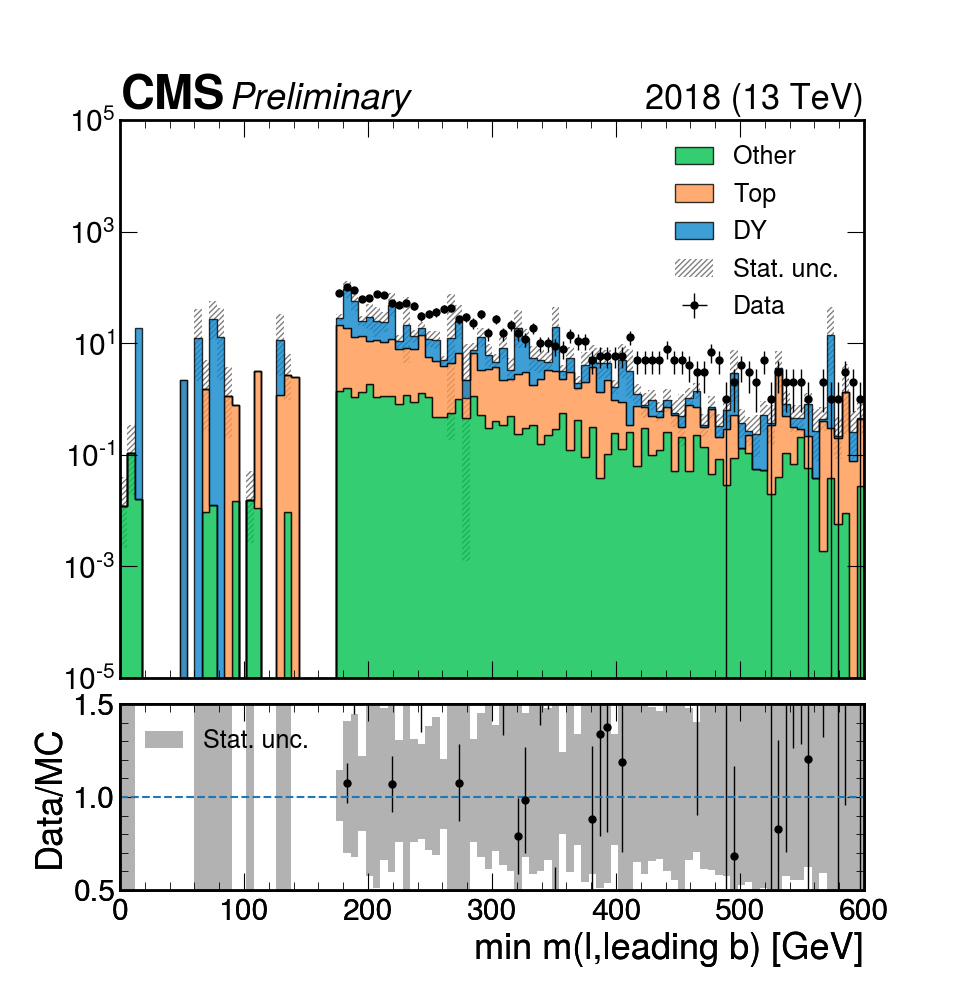 CMS Preliminary 2018 (13 TeV)
10^5
10^3
10^1
10^-1
10^-3
10^-5
Other
Top
DY
Stat. unc.
Data
1.5
1.0
0.5
Data/MC
Stat. unc.
0 100 200 300 400 500 600
min m(l,leading b) [GeV]